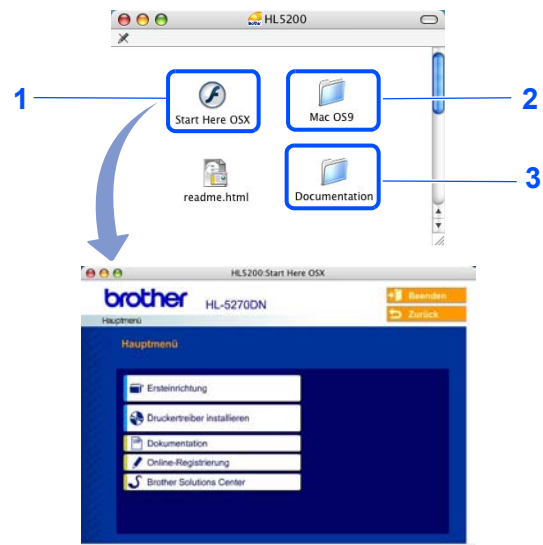 HL5200
1
Start Here OSX
Mac OS9
2
readme.html
Documentation
3
HL5200:Start Here OSX
brother HL-5270DN
Beenden
Zurück
Hauptmenü
Hauptmenü
Ersteinrichtung
Druckertreiber installieren
Dokumentation
Online-Registrierung
Brother Solutions Center